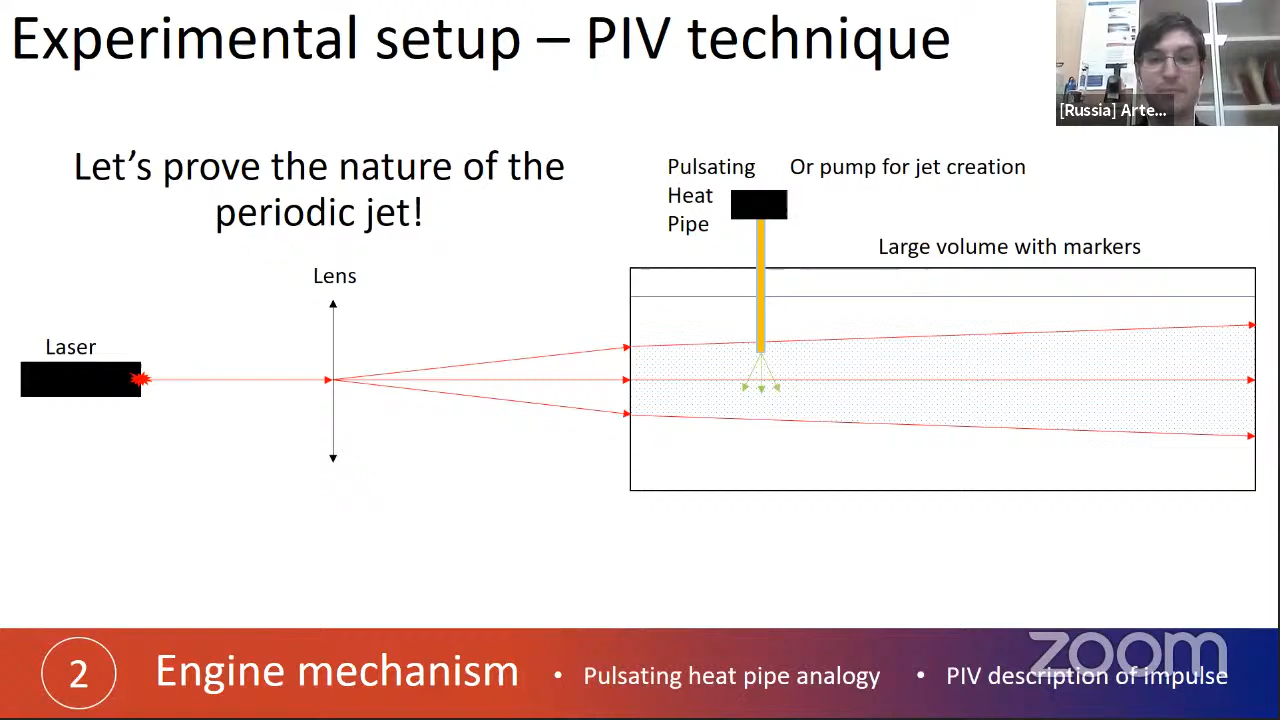 Experimental setup – PIV technique
[Russia] Arte...
Let's prove the nature of the
periodic jet!
Pulsating
Heat
Pipe
Or pump for jet creation
Large volume with markers
Lens
Laser
2
Engine mechanism
• Pulsating heat pipe analogy
• PIV description of impulse
zoom